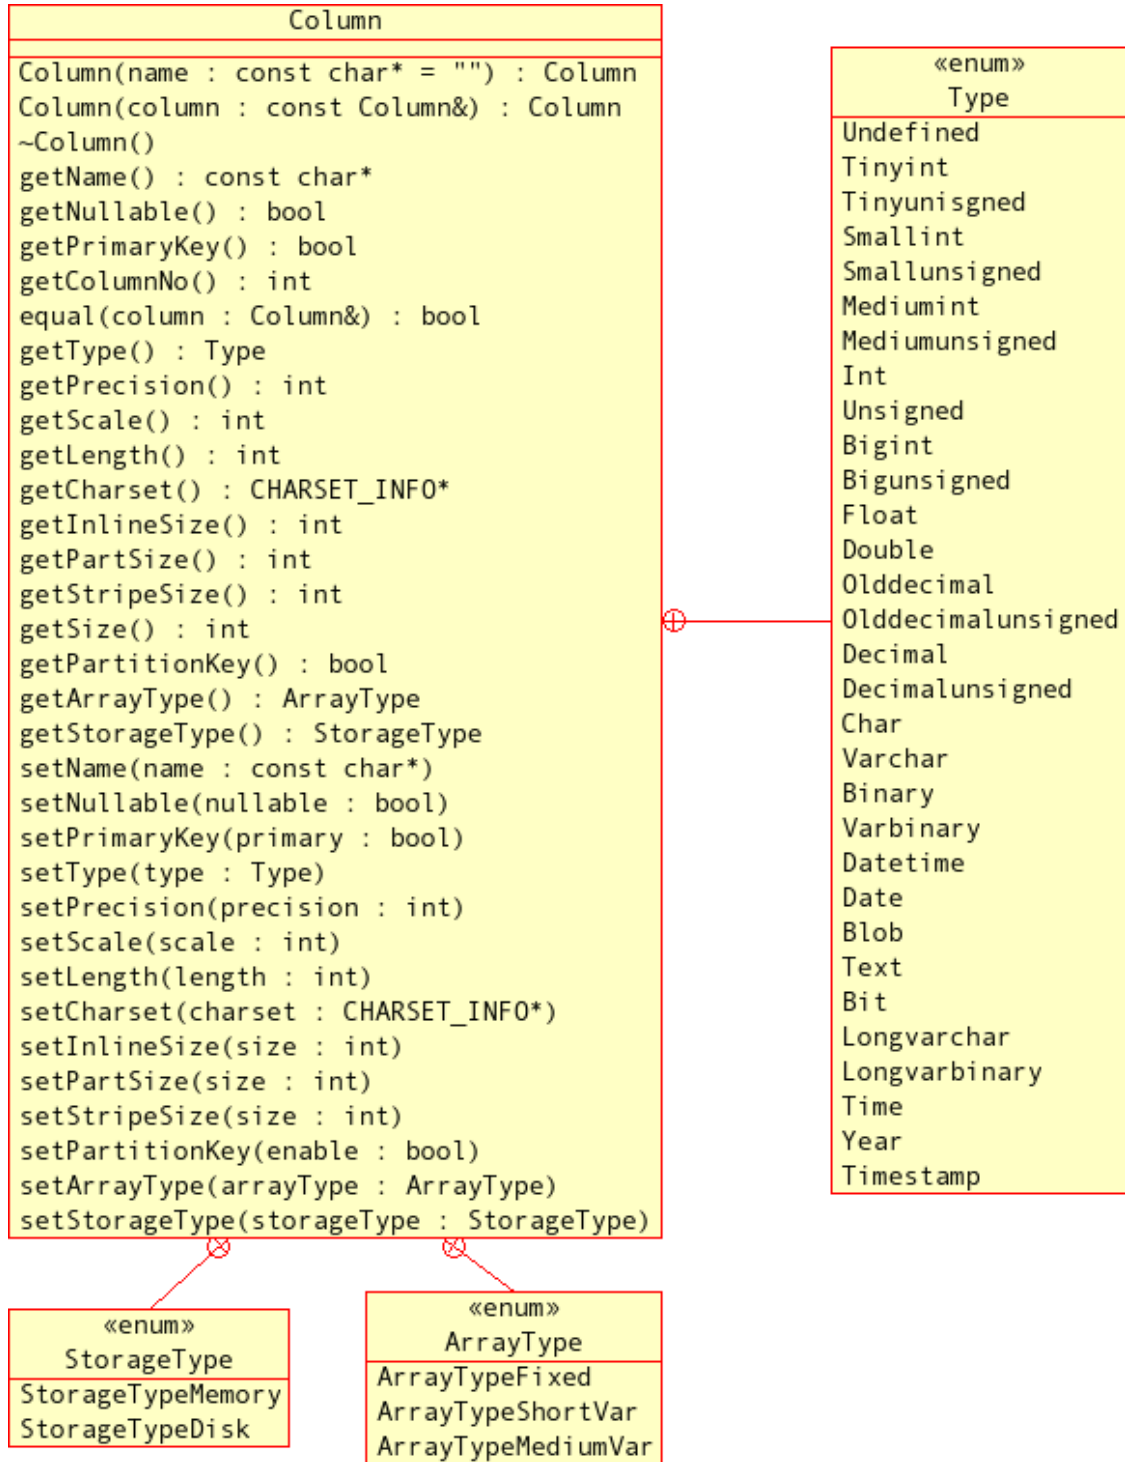 Column
Column(name : const char* = "") : Column
Column(column : const Column&) : Column
~Column()
getName() : const char*
getNullable() : bool
getPrimaryKey() : bool
getColumnNo() : int
equal(column : Column&) : bool
getType() : Type
getPrecision() : int
getScale() : int
getLength() : int
getCharset() : CHARSET_INFO*
getInlineSize() : int
getPartSize() : int
getStripeSize() : int
getSize() : int
getPartitionKey() : bool
getArrayType() : ArrayType
getStorageType() : StorageType
setName(name : const char*)
setNullable(nullable : bool)
setPrimaryKey(primary : bool)
setType(type : Type)
setPrecision(precision : int)
setScale(scale : int)
setLength(length : int)
setCharset(charset : CHARSET_INFO*)
setInlineSize(size : int)
setPartSize(size : int)
setStripeSize(size : int)
setPartitionKey(enable : bool)
setArrayType(arrayType : ArrayType)
setStorageType(storageType : StorageType)
«enum»
Type
Undefined
Tinyint
Tinyunisgned
Smallint
Smallunsigned
Mediumint
Mediumunsigned
Int
Unsigned
Bigint
Bigunsigned
Float
Double
Olddecimal
Olddecimalunsigned
Decimal
Decimalunsigned
Char
Varchar
Binary
Varbinary
Datetime
Date
Blob
Text
Bit
Longvarchar
Longvarbinary
Time
Year
Timestamp
«enum»
StorageType
StorageTypeMemory
StorageTypeDisk
«enum»
ArrayType
ArrayTypeFixed
ArrayTypeShortVar
ArrayTypeMediumVar